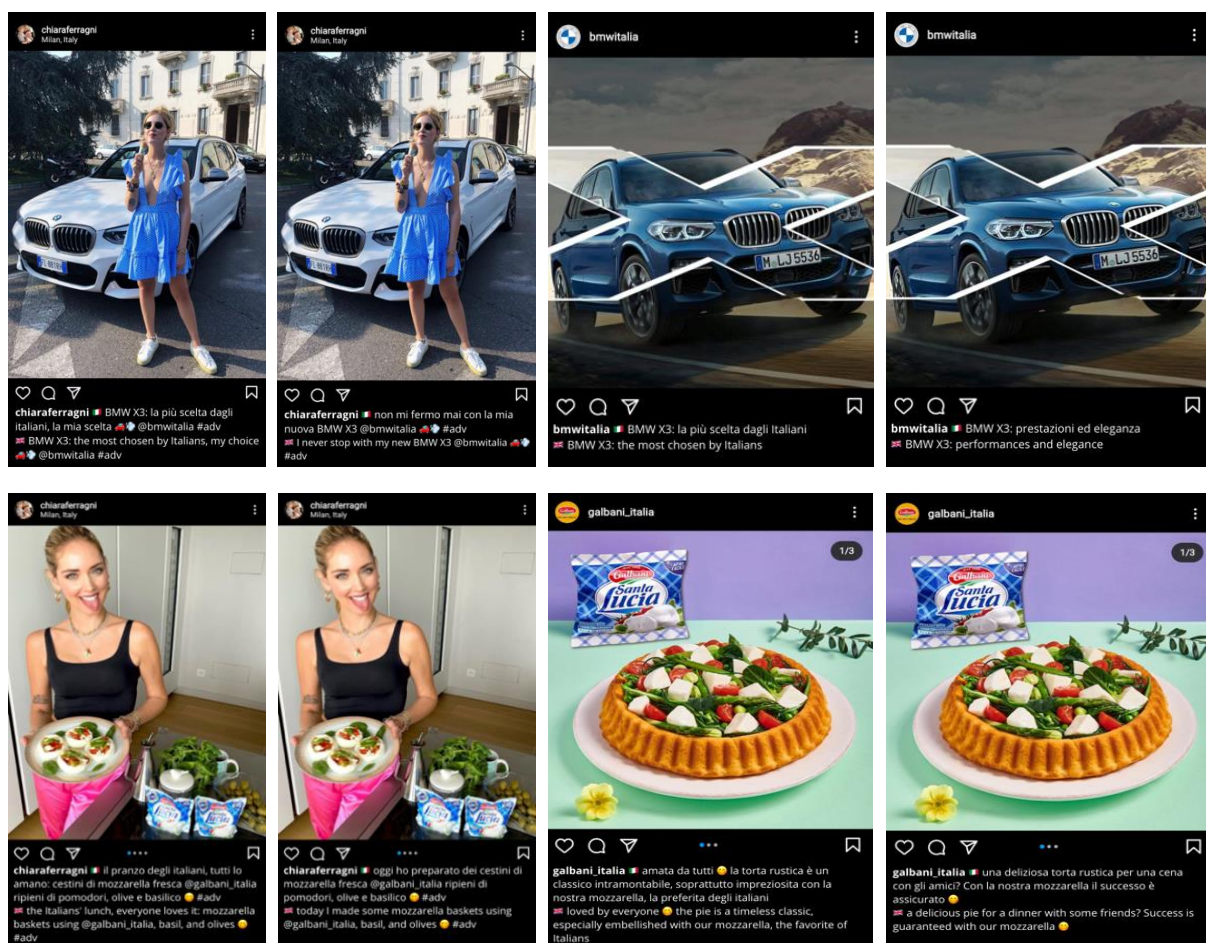 chiaraferragni
Milan, Italy
FL 881RH
chiaraferragni 🇮🇹 BMW X3: la più scelta dagli
italiani, la mia scelta 🚗💨 @bmwitalia #adv
🇬🇧 BMW X3: the most chosen by Italians, my choice
🚗💨 @bmwitalia #adv
chiaraferragni
Milan, Italy
chiaraferragni 🇮🇹 non mi fermo mai con la mia
nuova BMW X3 @bmwitalia 🚗💨 #adv
🇬🇧 I never stop with my new BMW X3 @bmwitalia 🚗💨
#adv
bmwitalia
M LJ 5536
bmwitalia 🇮🇹 BMW X3: la più scelta dagli Italiani
🇬🇧 BMW X3: the most chosen by Italians
bmwitalia
M LJ 5536
bmwitalia 🇮🇹 BMW X3: prestazioni ed eleganza
🇬🇧 BMW X3: performances and elegance
chiaraferragni
Milan, Italy
chiaraferragni 🇮🇹 il pranzo degli italiani, tutti lo
amano: cestini di mozzarella fresca @galbani_italia
ripieni di pomodori, olive e basilico 😋 #adv
🇬🇧 the Italians' lunch, everyone loves it: mozzarella
baskets using @galbani_italia, basil, and olives 😋
#adv
chiaraferragni
Milan, Italy
chiaraferragni 🇮🇹 oggi ho preparato dei cestini di
mozzarella fresca @galbani_italia ripieni di
pomodori, olive e basilico 😋 #adv
🇬🇧 today I made some mozzarella baskets using
@galbani_italia, basil, and olives 😋 #adv
galbani_italia
1/3
Galbani
Santa
Lucia
galbani_italia 🇮🇹 amata da tutti 😋 la torta rustica è un
classico intramontabile, soprattutto impreziosita con la
nostra mozzarella, la preferita degli italiani
🇬🇧 loved by everyone 😋 the pie is a timeless classic,
especially embellished with our mozzarella, the favorite of
Italians
galbani_italia
1/3
Galbani
Santa
Lucia
galbani_italia 🇮🇹 una deliziosa torta rustica per una cena
con gli amici? Con la nostra mozzarella il successo è
assicurato 😋
🇬🇧 a delicious pie for a dinner with some friends? Success is
guaranteed with our mozzarella 😋